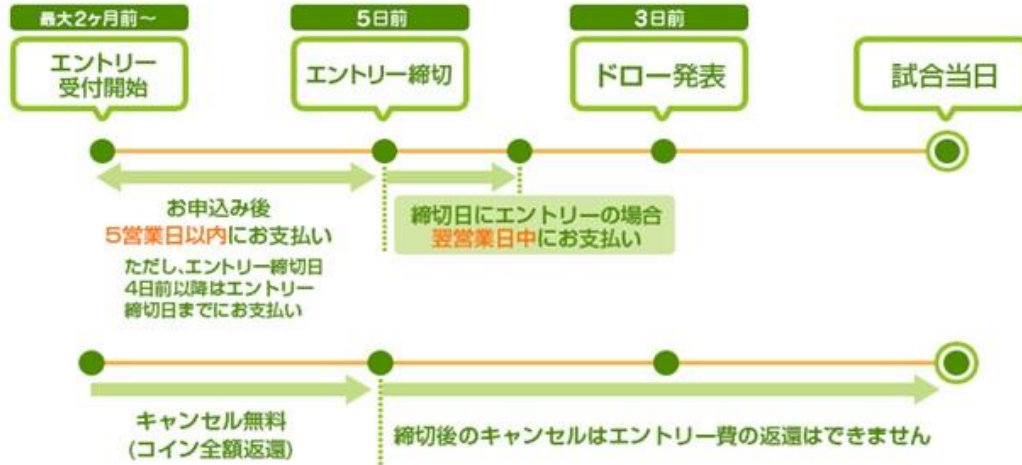 最大2ヶ月前～
エントリー
受付開始
5日前
エントリー締切
3日前
ドロー発表
試合当日
お申込み後
5営業日以内にお支払い
ただし、エントリー締切日
4日前以降はエントリー
締切日までにお支払い
締切日にエントリーの場合
翌営業日中にお支払い
キャンセル無料
(コイン全額返還)
締切後のキャンセルはエントリー費の返還はできません